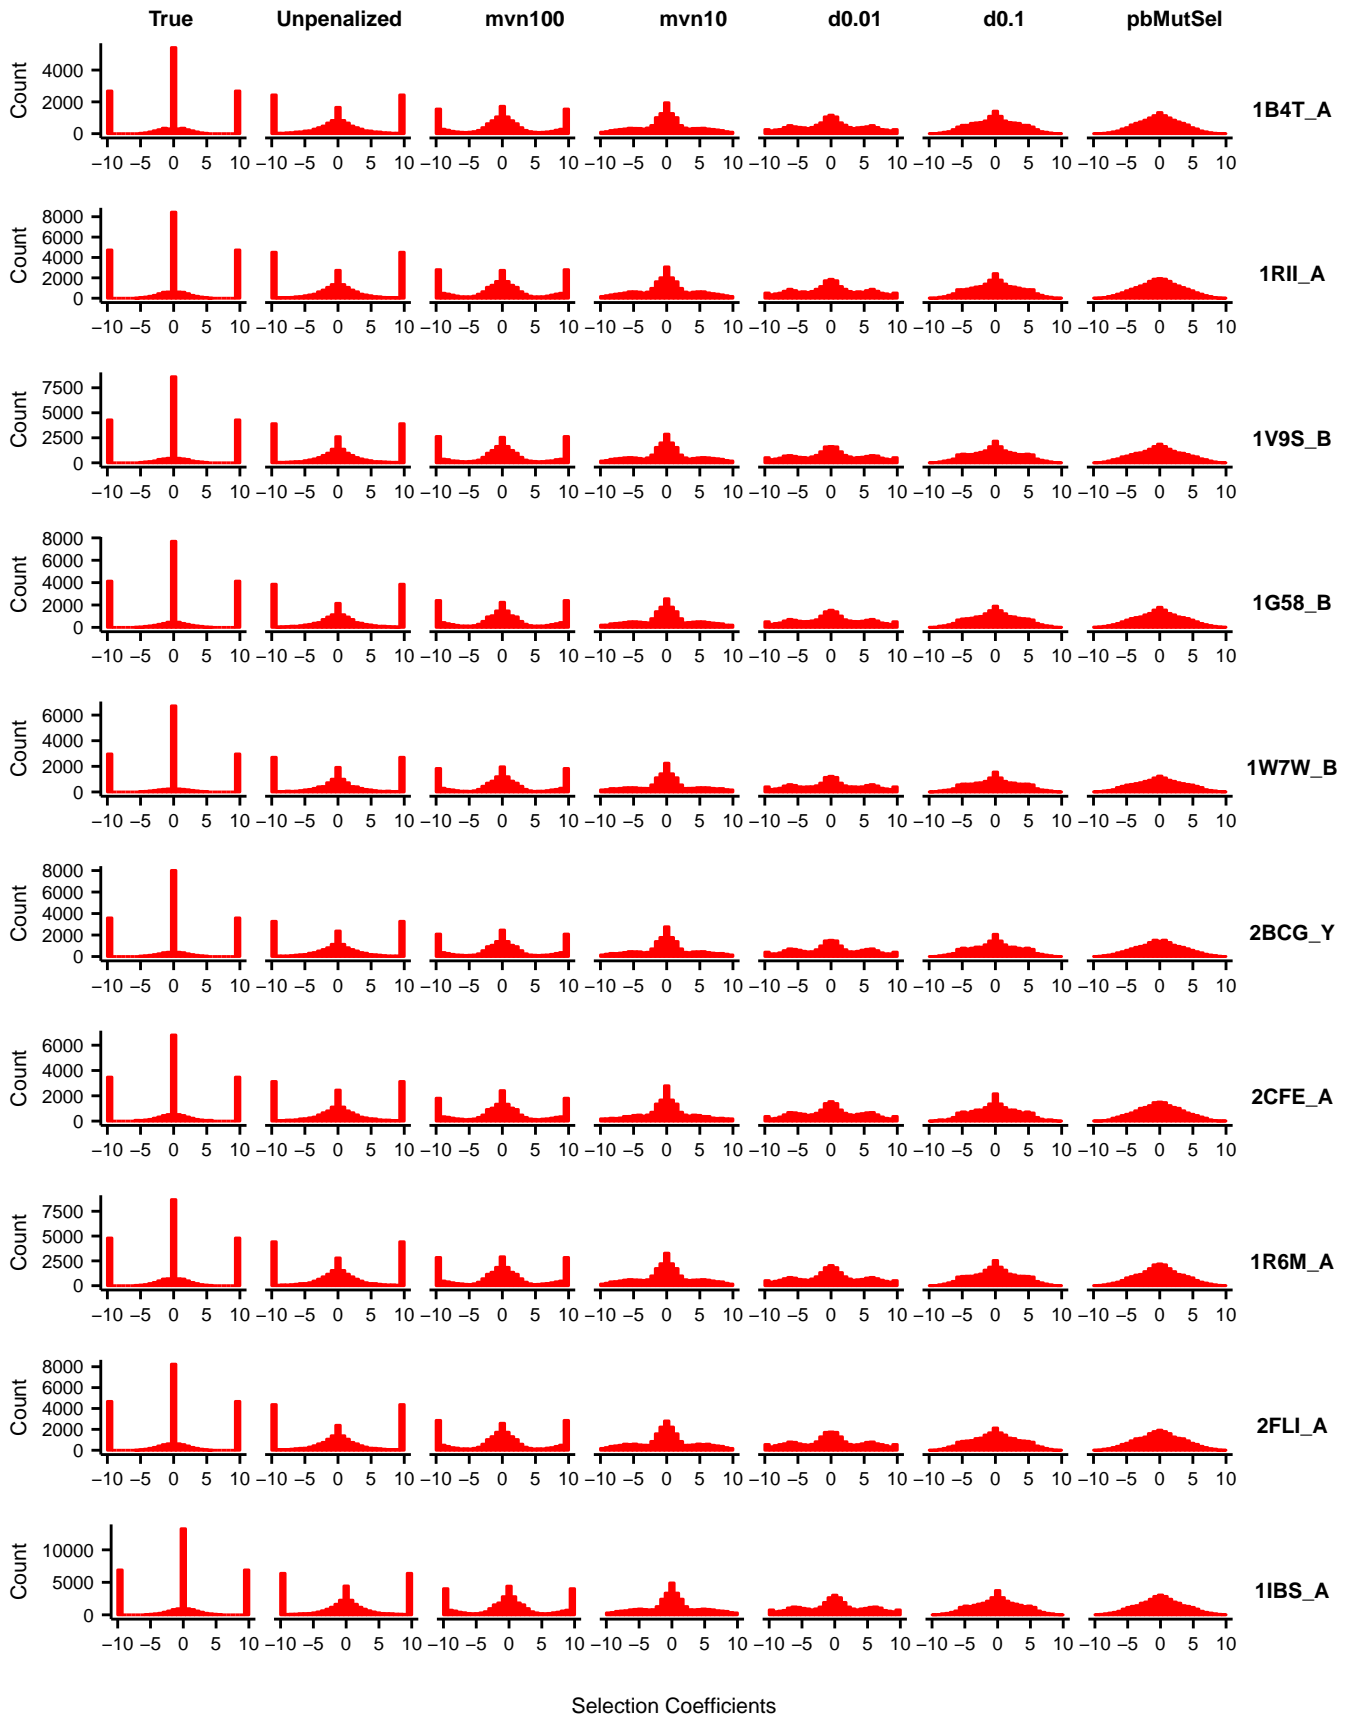 True Unpenalized mvn100 mvn10 d0.01 d0.1 pbMutSel
Count
4000
2000
0
−10 −5 0 5 10 −10 −5 0 5 10 −10 −5 0 5 10 −10 −5 0 5 10 −10 −5 0 5 10 −10 −5 0 5 10 −10 −5 0 5 10
1B4T_A
Count
8000
6000
4000
2000
0
−10 −5 0 5 10 −10 −5 0 5 10 −10 −5 0 5 10 −10 −5 0 5 10 −10 −5 0 5 10 −10 −5 0 5 10 −10 −5 0 5 10
1RII_A
Count
7500
5000
2500
0
−10 −5 0 5 10 −10 −5 0 5 10 −10 −5 0 5 10 −10 −5 0 5 10 −10 −5 0 5 10 −10 −5 0 5 10 −10 −5 0 5 10
1V9S_B
Count
8000
6000
4000
2000
0
−10 −5 0 5 10 −10 −5 0 5 10 −10 −5 0 5 10 −10 −5 0 5 10 −10 −5 0 5 10 −10 −5 0 5 10 −10 −5 0 5 10
1G58_B
Count
6000
4000
2000
0
−10 −5 0 5 10 −10 −5 0 5 10 −10 −5 0 5 10 −10 −5 0 5 10 −10 −5 0 5 10 −10 −5 0 5 10 −10 −5 0 5 10
1W7W_B
Count
8000
6000
4000
2000
0
−10 −5 0 5 10 −10 −5 0 5 10 −10 −5 0 5 10 −10 −5 0 5 10 −10 −5 0 5 10 −10 −5 0 5 10 −10 −5 0 5 10
2BCG_Y
Count
6000
4000
2000
0
−10 −5 0 5 10 −10 −5 0 5 10 −10 −5 0 5 10 −10 −5 0 5 10 −10 −5 0 5 10 −10 −5 0 5 10 −10 −5 0 5 10
2CFE_A
Count
7500
5000
2500
0
−10 −5 0 5 10 −10 −5 0 5 10 −10 −5 0 5 10 −10 −5 0 5 10 −10 −5 0 5 10 −10 −5 0 5 10 −10 −5 0 5 10
1R6M_A
Count
8000
6000
4000
2000
0
−10 −5 0 5 10 −10 −5 0 5 10 −10 −5 0 5 10 −10 −5 0 5 10 −10 −5 0 5 10 −10 −5 0 5 10 −10 −5 0 5 10
2FLI_A
Count
10000
5000
0
−10 −5 0 5 10 −10 −5 0 5 10 −10 −5 0 5 10 −10 −5 0 5 10 −10 −5 0 5 10 −10 −5 0 5 10 −10 −5 0 5 10
1IBS_A
Selection Coefficients